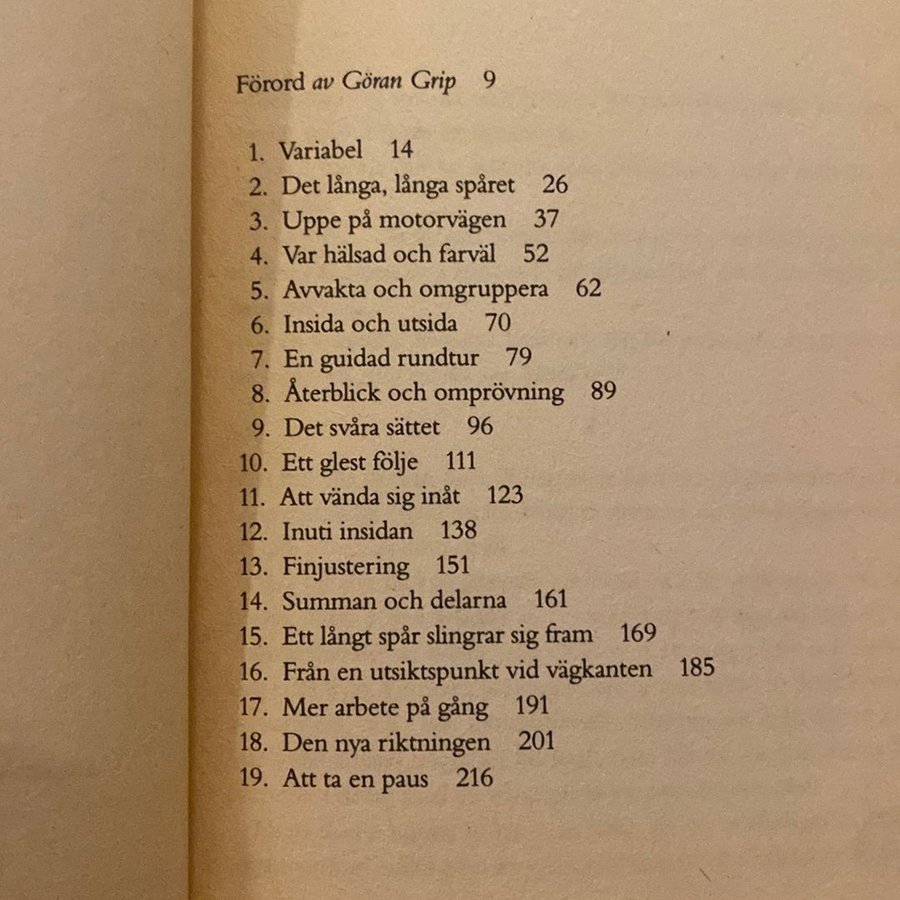 Förord av Göran Grip 9
1. Variabel 14
2. Det långa, långa spåret 26
3. Uppe på motorvägen 37
4. Var hälsad och farväl 52
5. Avvakta och omgruppera 62
6. Insida och utsida 70
7. En guidad rundtur 79
8. Återblick och omprövning 89
9. Det svåra sättet 96
10. Ett glest följe 111
11. Att vända sig inåt 123
12. Inuti insidan 138
13. Finjustering 151
14. Summan och delarna 161
15. Ett långt spår slingrar sig fram 169
16. Från en utsiktspunkt vid vägkanten 185
17. Mer arbete på gång 191
18. Den nya riktningen 201
19. Att ta en paus 216